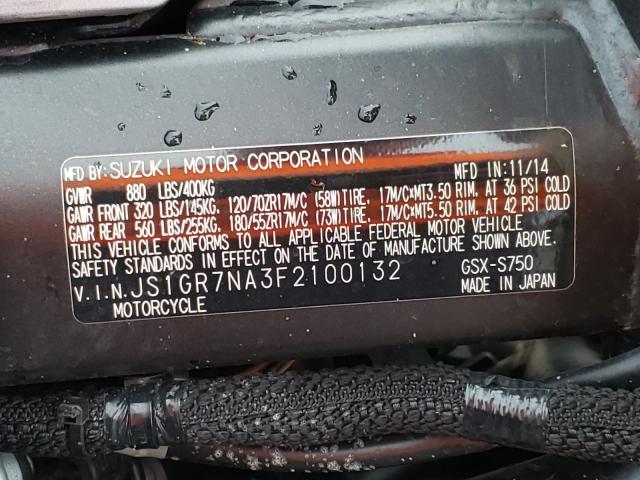 MFD BY: SUZUKI MOTOR CORPORATION MFD IN: 11/14
GVWR 880 LBS/400KG
GAWR FRONT 320 LBS/145KG, 120/70ZR17M/C (58W)TIRE, 17M/C×MT3.50 RIM, AT 36 PSI COLD
GAWR REAR 560 LBS/255KG, 180/55ZR17M/C (73W)TIRE, 17M/C×MT5.50 RIM, AT 42 PSI COLD
THIS VEHICLE CONFORMS TO ALL APPLICABLE FEDERAL MOTOR VEHICLE
SAFETY STANDARDS IN EFFECT ON THE DATE OF MANUFACTURE SHOWN ABOVE.
V.I.N. JS1GR7NA3F2100132 GSX-S750
MOTORCYCLE MADE IN JAPAN